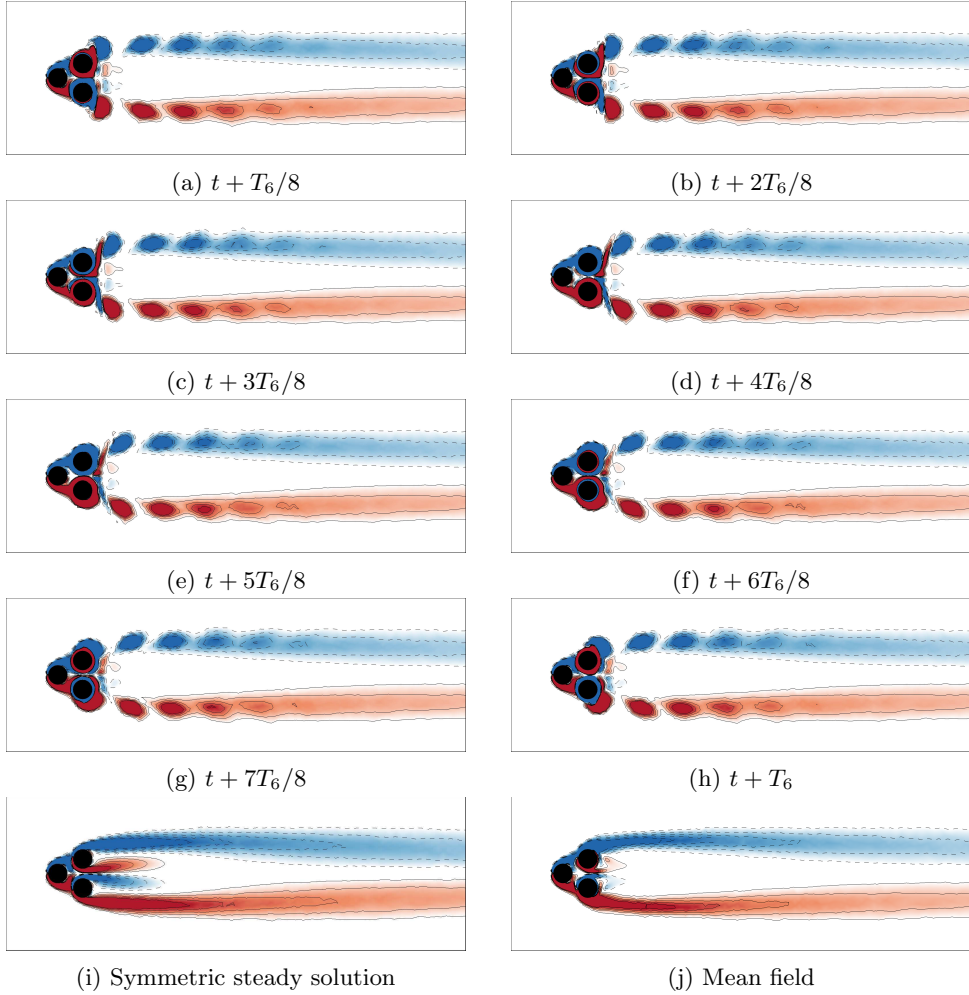 (a) t + T₆/8
(b) t + 2T₆/8
(c) t + 3T₆/8
(d) t + 4T₆/8
(e) t + 5T₆/8
(f) t + 6T₆/8
(g) t + 7T₆/8
(h) t + T₆
(i) Symmetric steady solution
(j) Mean field